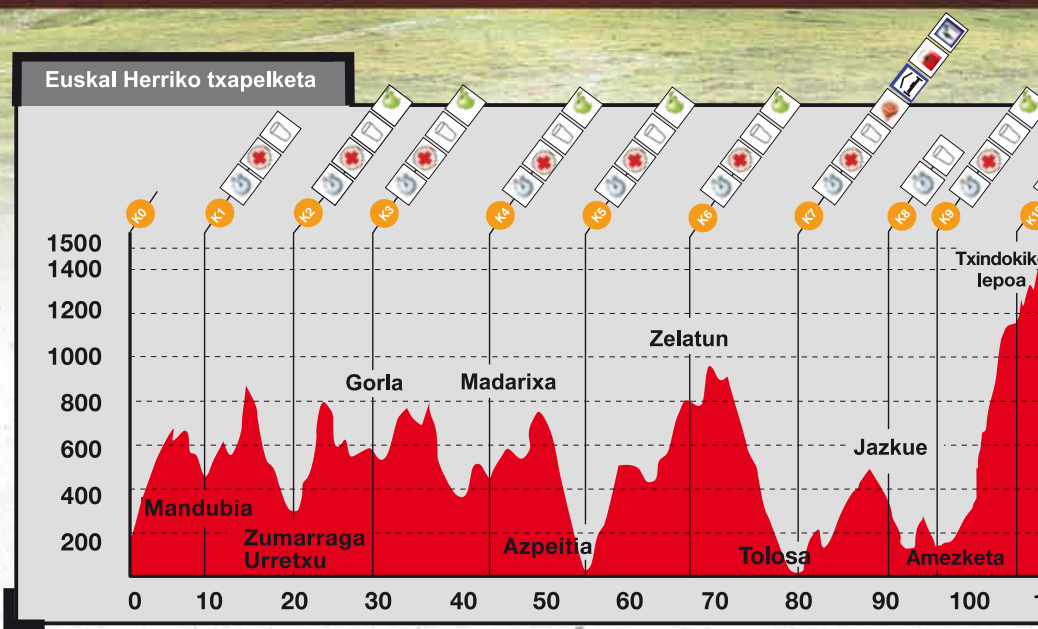 Euskal Herriko txapelketa
K0
K1
K2
K3
K4
K5
K6
K7
K8
K9
1500
1400
1200
1000
800
600
400
200
lepoa
Zelatun
Gorla
Madarixa
Jazkue
Mandubia
Zumarraga
Urretxu
Azpeitia
Tolosa
Amezketa
0 10 20 30 40 50 60 70 80 90 100